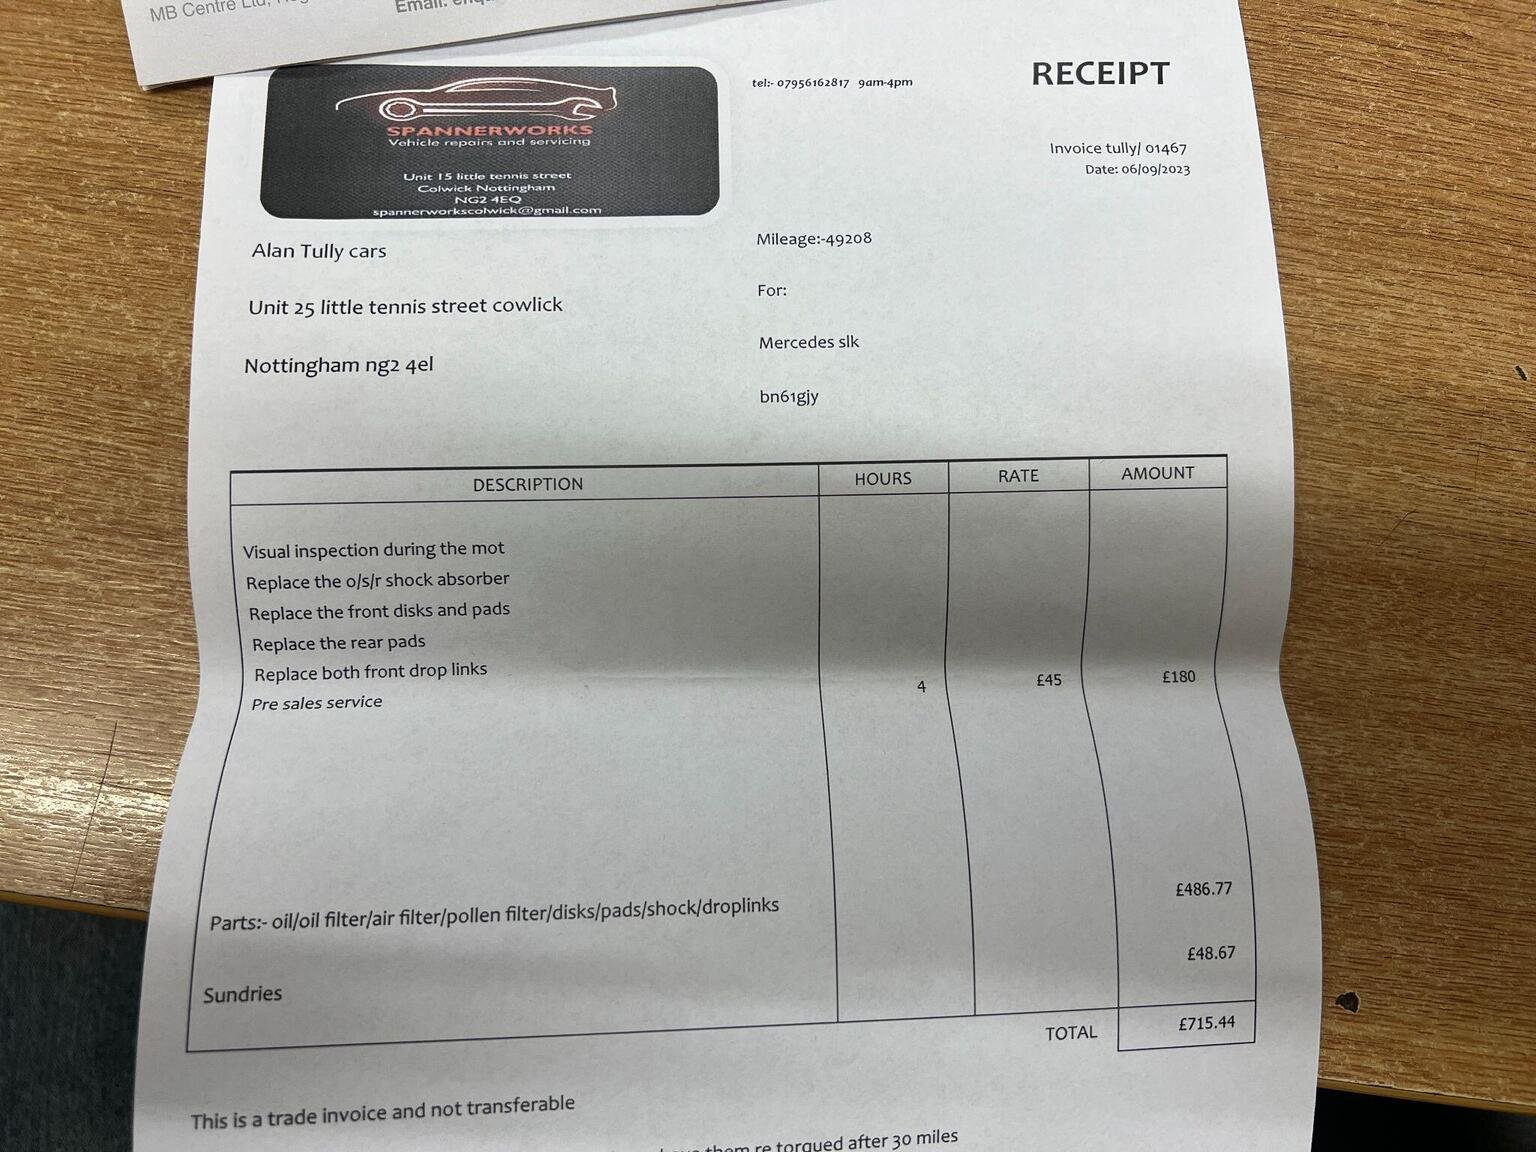 MB Centre Ltd,
Email:
SPANNERWORKS
Vehicle repairs and servicing
Unit 15 little tennis street
Colwick Nottingham
NG2 4EQ
spannerworkscolwick@gmail.com
tel:- 07956162817 9am-4pm
RECEIPT
Invoice tully/ 01467
Date: 06/09/2023
Alan Tully cars
Unit 25 little tennis street cowlick
Nottingham ng2 4el
Mileage:-49208
For:
Mercedes slk
bn61gjy
DESCRIPTION HOURS RATE AMOUNT
Visual inspection during the mot
Replace the o/s/r shock absorber
Replace the front disks and pads
Replace the rear pads
Replace both front drop links
Pre sales service 4 £45 £180
Parts:- oil/oil filter/air filter/pollen filter/disks/pads/shock/droplinks £486.77
Sundries £48.67
TOTAL £715.44
This is a trade invoice and not transferable
them re torqued after 30 miles